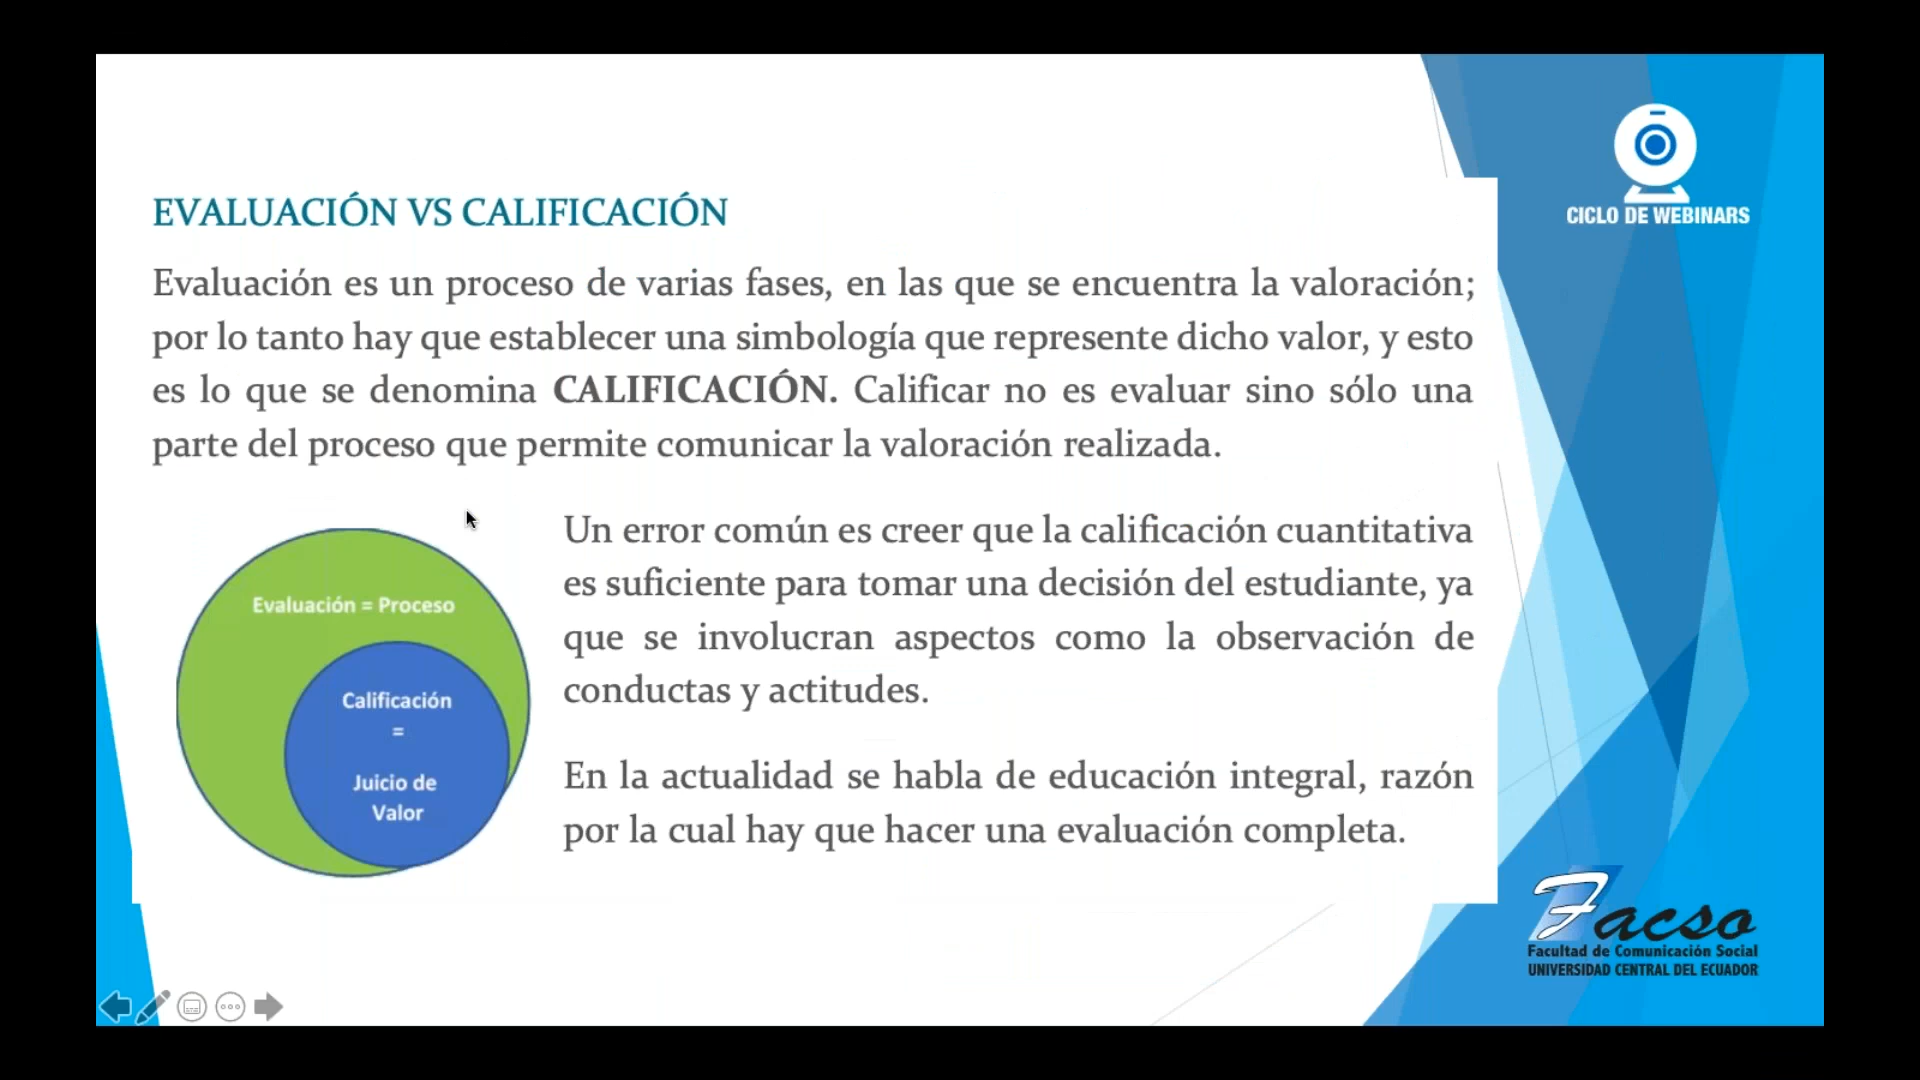 CICLO DE WEBINARS
EVALUACIÓN VS CALIFICACIÓN
Evaluación es un proceso de varias fases, en las que se encuentra la valoración;
por lo tanto hay que establecer una simbología que represente dicho valor, y esto
es lo que se denomina CALIFICACIÓN. Calificar no es evaluar sino sólo una
parte del proceso que permite comunicar la valoración realizada.
Evaluación = Proceso
Calificación
=
Juicio de
Valor
Un error común es creer que la calificación cuantitativa
es suficiente para tomar una decisión del estudiante, ya
que se involucran aspectos como la observación de
conductas y actitudes.
En la actualidad se habla de educación integral, razón
por la cual hay que hacer una evaluación completa.
Facso
Facultad de Comunicación Social
UNIVERSIDAD CENTRAL DEL ECUADOR